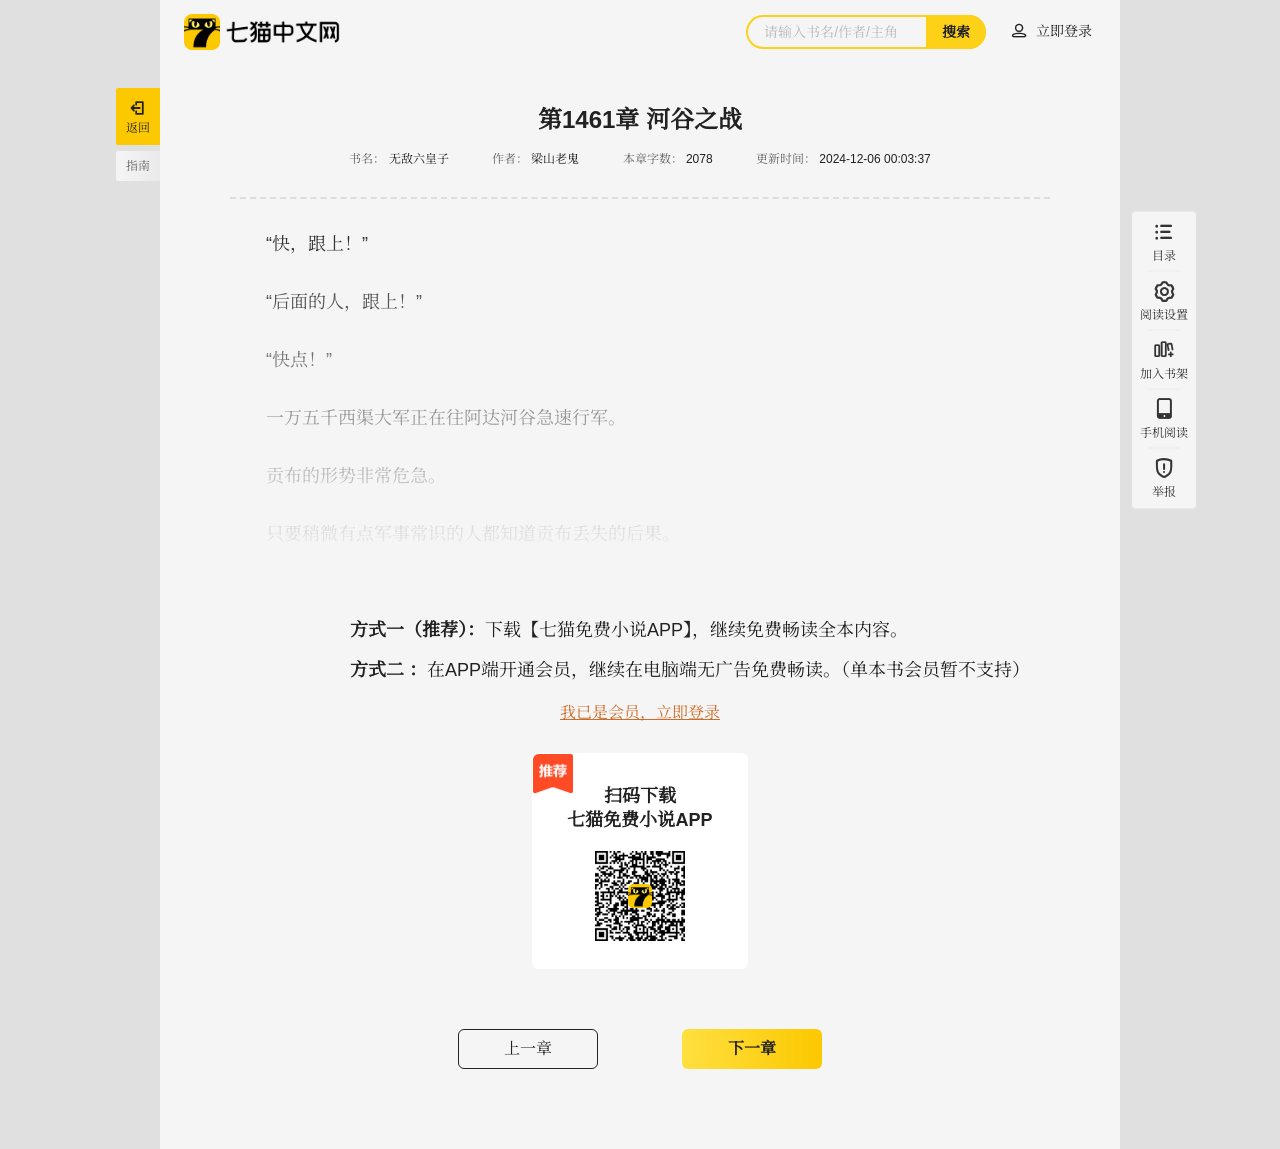 七猫中文网
请输入书名/作者/主角
搜索
立即登录
返回
指南
第1461章 河谷之战
书名： 无敌六皇子 作者： 梁山老鬼 本章字数： 2078 更新时间： 2024-12-06 00:03:37
“快，跟上！”
“后面的人，跟上！”
“快点！”
一万五千西渠大军正在往阿达河谷急速行军。
贡布的形势非常危急。
只要稍微有点军事常识的人都知道贡布丢失的后果。
目录
阅读设置
加入书架
手机阅读
举报
方式一（推荐）：下载【七猫免费小说APP】，继续免费畅读全本内容。
方式二 ：在APP端开通会员，继续在电脑端无广告免费畅读。（单本书会员暂不支持）
我已是会员，立即登录
推荐
扫码下载
七猫免费小说APP
上一章
下一章